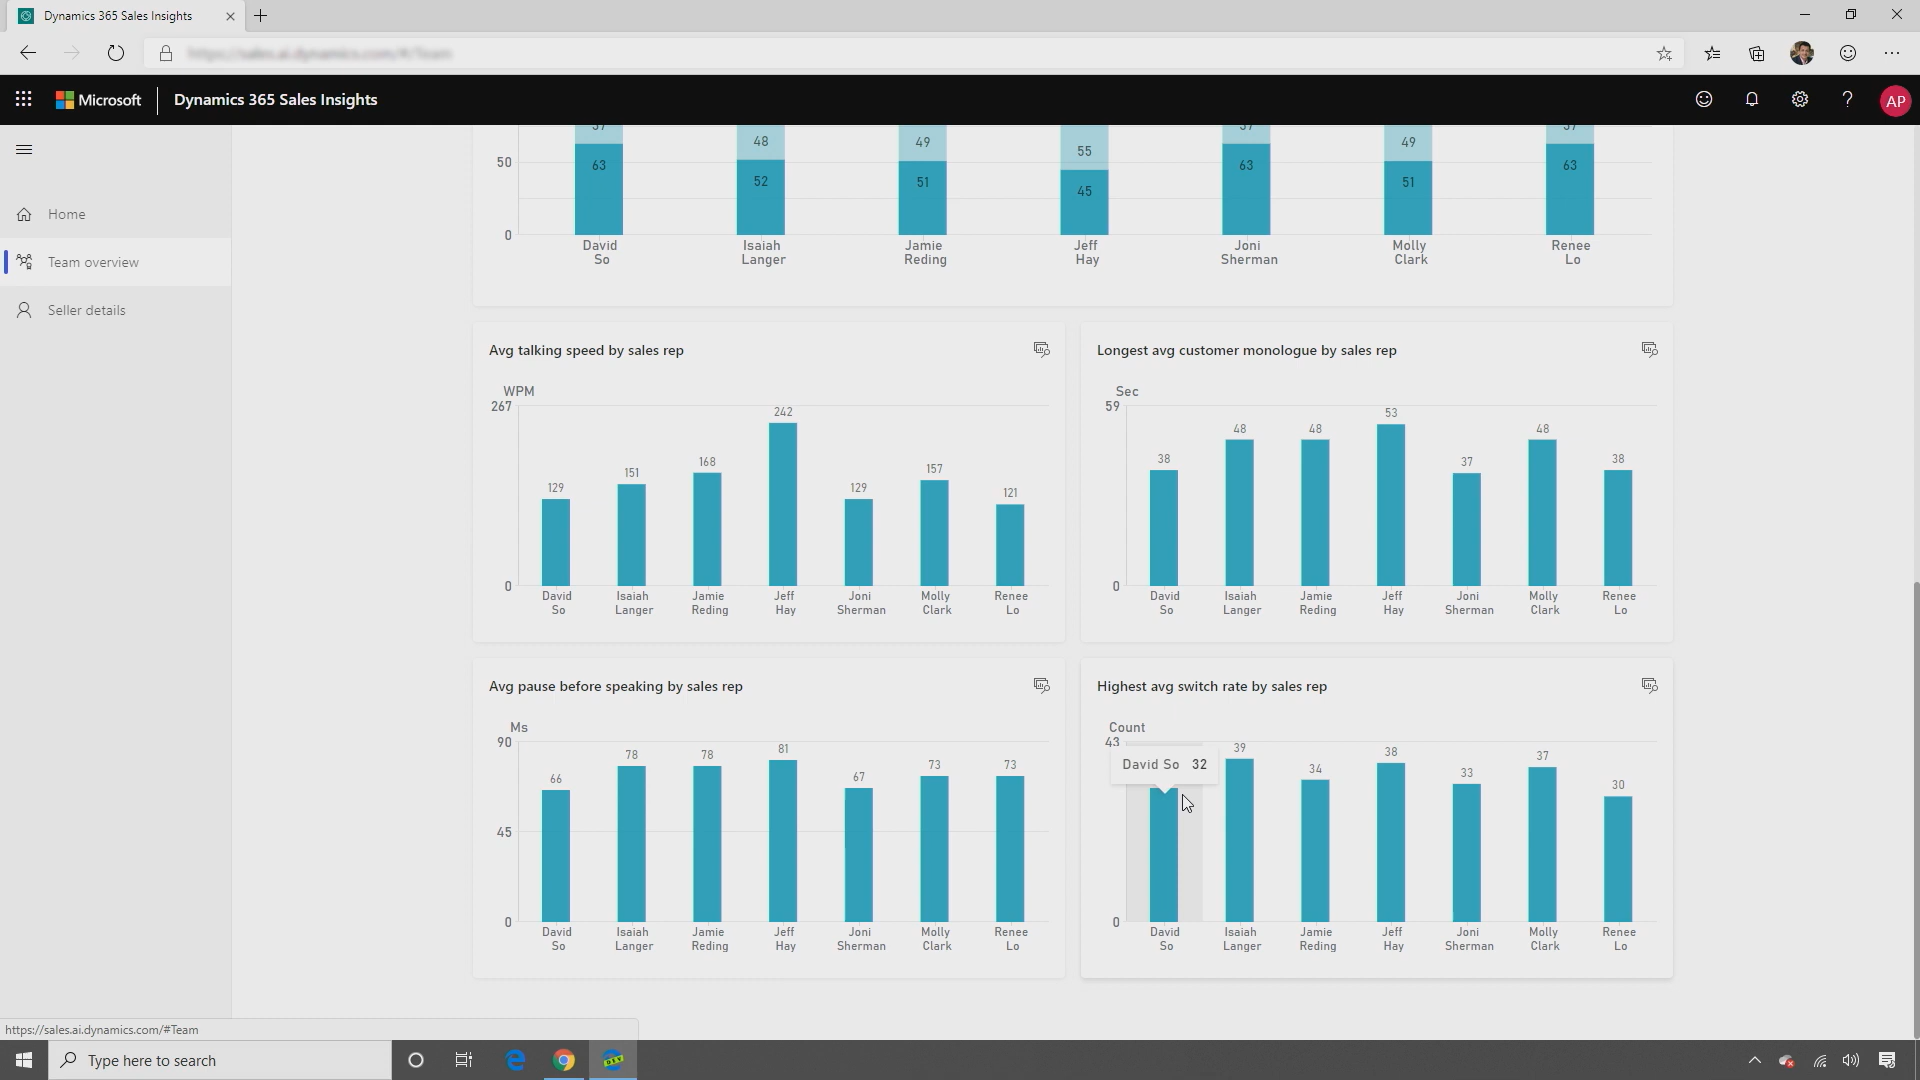 Dynamics 365 Sales Insights
Microsoft
Dynamics 365 Sales Insights
AP
Home
Team overview
Seller details
48
49
55
49
50
63
52
51
45
63
51
63
0
David So
Isaiah Langer
Jamie Reding
Jeff Hay
Joni Sherman
Molly Clark
Renee Lo
Avg talking speed by sales rep
WPM
267
242
168
157
151
129
129
121
0
David So
Isaiah Langer
Jamie Reding
Jeff Hay
Joni Sherman
Molly Clark
Renee Lo
Longest avg customer monologue by sales rep
Sec
59
38
48
48
53
37
48
38
0
David So
Isaiah Langer
Jamie Reding
Jeff Hay
Joni Sherman
Molly Clark
Renee Lo
Avg pause before speaking by sales rep
Ms
90
66
78
78
81
67
73
73
45
0
David So
Isaiah Langer
Jamie Reding
Jeff Hay
Joni Sherman
Molly Clark
Renee Lo
Highest avg switch rate by sales rep
Count
43
David So 32
39
34
38
33
37
30
0
David So
Isaiah Langer
Jamie Reding
Jeff Hay
Joni Sherman
Molly Clark
Renee Lo
https://sales.ai.dynamics.com/#Team
Type here to search
DEV